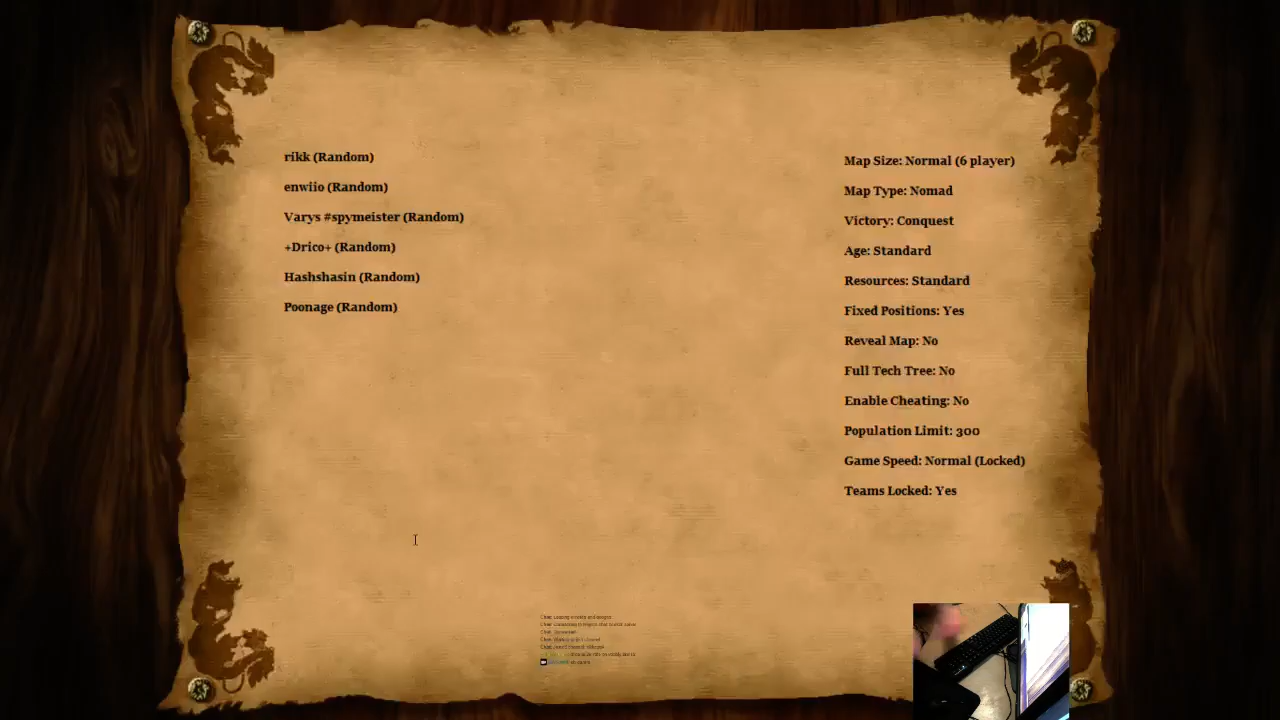 rikk (Random)
enwiio (Random)
Varys #spymeister (Random)
+Drico+ (Random)
Hashshasin (Random)
Poonage (Random)
Map Size: Normal (6 player)
Map Type: Nomad
Victory: Conquest
Age: Standard
Resources: Standard
Fixed Positions: Yes
Reveal Map: No
Full Tech Tree: No
Enable Cheating: No
Population Limit: 300
Game Speed: Normal (Locked)
Teams Locked: Yes